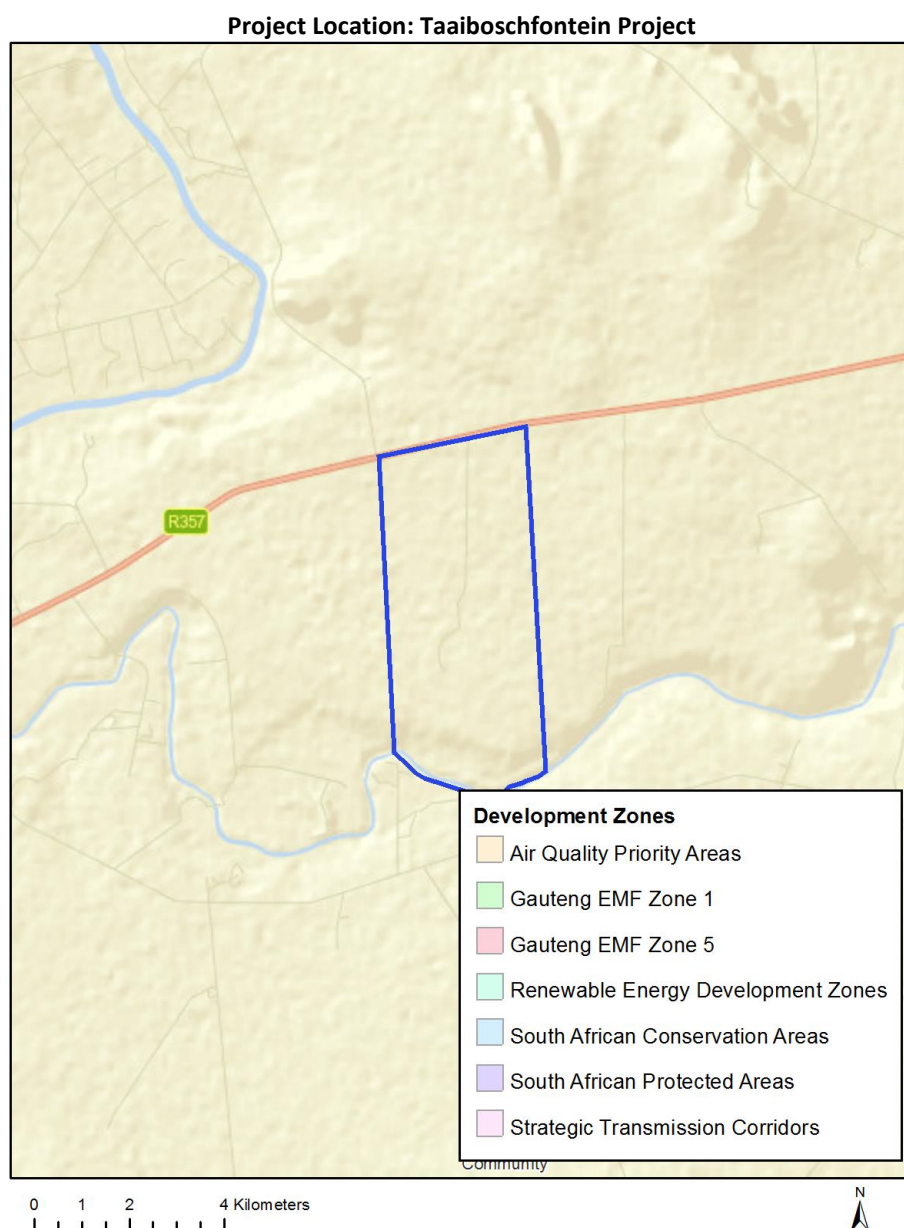 Project Location: Taaiboschfontein Project
R357
Development Zones
Air Quality Priority Areas
Gauteng EMF Zone 1
Gauteng EMF Zone 5
Renewable Energy Development Zones
South African Conservation Areas
South African Protected Areas
Strategic Transmission Corridors
Community
0 1 2 4 Kilometers
N